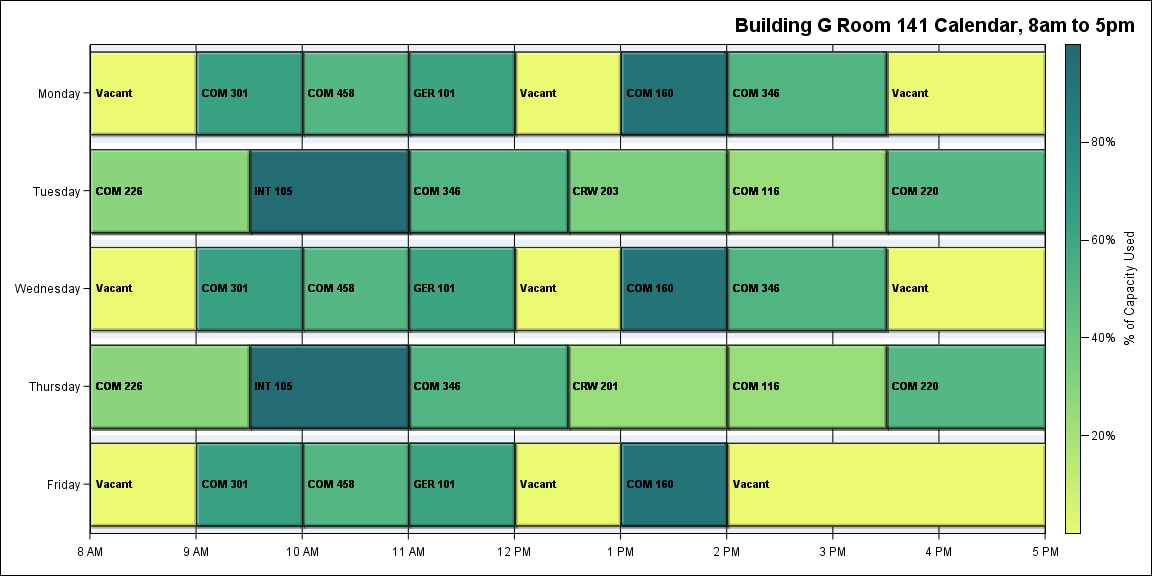 Building G Room 141 Calendar, 8am to 5pm
Monday
Vacant
COM 301
COM 458
GER 101
Vacant
COM 160
COM 346
Vacant
Tuesday
COM 226
INT 105
COM 346
CRW 203
COM 116
COM 220
Wednesday
Vacant
COM 301
COM 458
GER 101
Vacant
COM 160
COM 346
Vacant
Thursday
COM 226
INT 105
COM 346
CRW 201
COM 116
COM 220
Friday
Vacant
COM 301
COM 458
GER 101
Vacant
COM 160
Vacant
8 AM
9 AM
10 AM
11 AM
12 PM
1 PM
2 PM
3 PM
4 PM
5 PM
80%
60%
40%
20%
% of Capacity Used